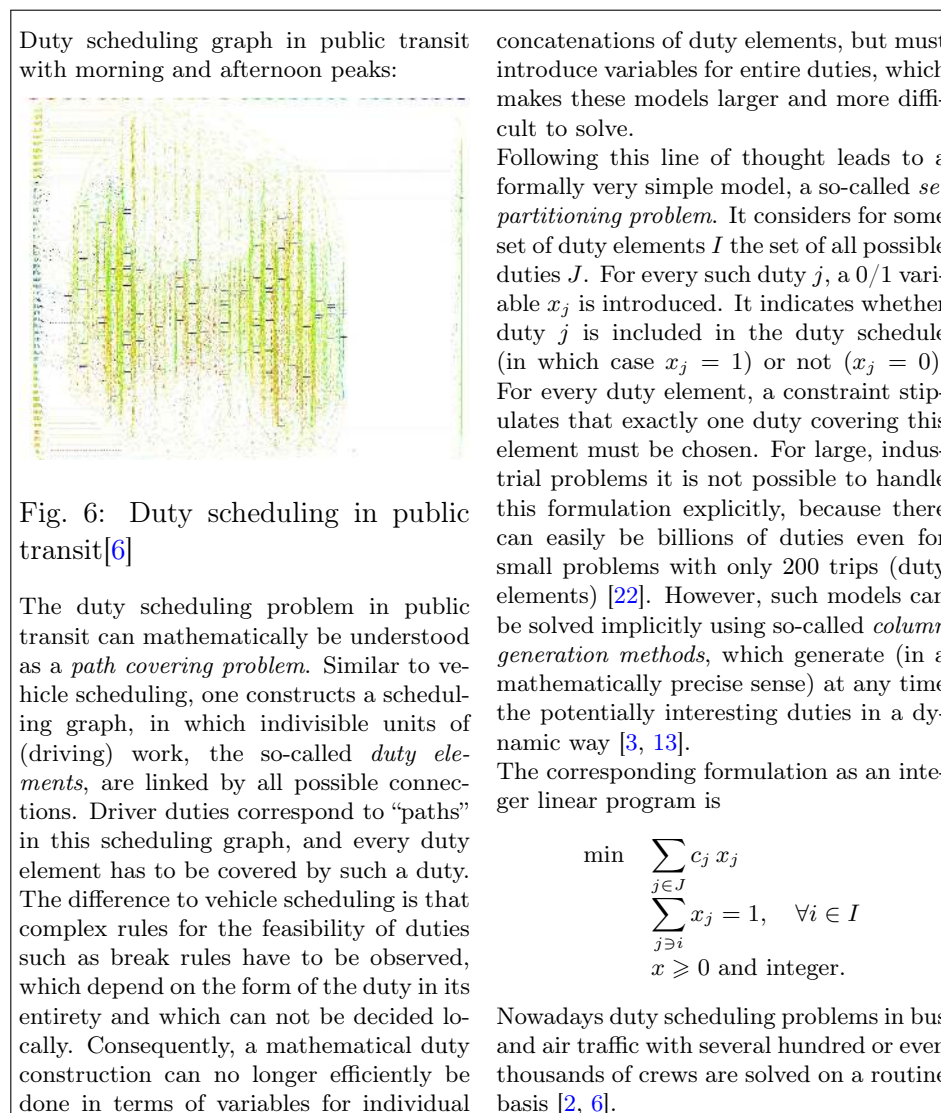 Duty scheduling graph in public transit
with morning and afternoon peaks:
Fig. 6: Duty scheduling in public
transit[6]
The duty scheduling problem in public
transit can mathematically be understood
as a path covering problem. Similar to ve-
hicle scheduling, one constructs a schedul-
ing graph, in which indivisible units of
(driving) work, the so-called duty ele-
ments, are linked by all possible connec-
tions. Driver duties correspond to “paths”
in this scheduling graph, and every duty
element has to be covered by such a duty.
The difference to vehicle scheduling is that
complex rules for the feasibility of duties
such as break rules have to be observed,
which depend on the form of the duty in its
entirety and which can not be decided lo-
cally. Consequently, a mathematical duty
construction can no longer efficiently be
done in terms of variables for individual
concatenations of duty elements, but must
introduce variables for entire duties, which
makes these models larger and more diffi-
cult to solve.
Following this line of thought leads to a
formally very simple model, a so-called se
partitioning problem. It considers for some
set of duty elements I the set of all possible
duties J. For every such duty j, a 0/1 vari-
able x_j is introduced. It indicates whether
duty j is included in the duty schedule
(in which case x_j = 1) or not (x_j = 0)
For every duty element, a constraint stip-
ulates that exactly one duty covering this
element must be chosen. For large, indus-
trial problems it is not possible to handle
this formulation explicitly, because there
can easily be billions of duties even for
small problems with only 200 trips (duty
elements) [22]. However, such models can
be solved implicitly using so-called column
generation methods, which generate (in a
mathematically precise sense) at any time
the potentially interesting duties in a dy-
namic way [3, 13].
The corresponding formulation as an inte-
ger linear program is
min ∑_{j∈J} c_j x_j
∑_{j∋i} x_j = 1, ∀i ∈ I
x ⩾ 0 and integer.
Nowadays duty scheduling problems in bus
and air traffic with several hundred or even
thousands of crews are solved on a routine
basis [2, 6].